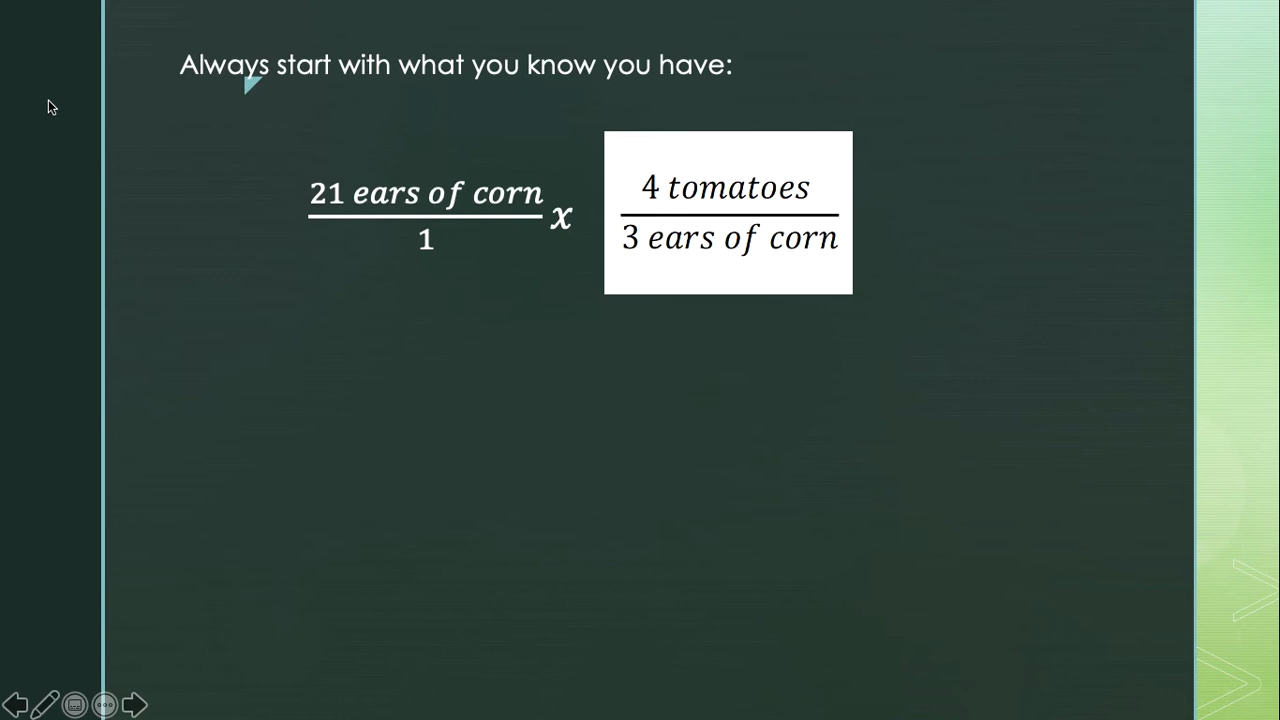 Always start with what you know you have:
21 ears of corn
1
x
4 tomatoes
3 ears of corn